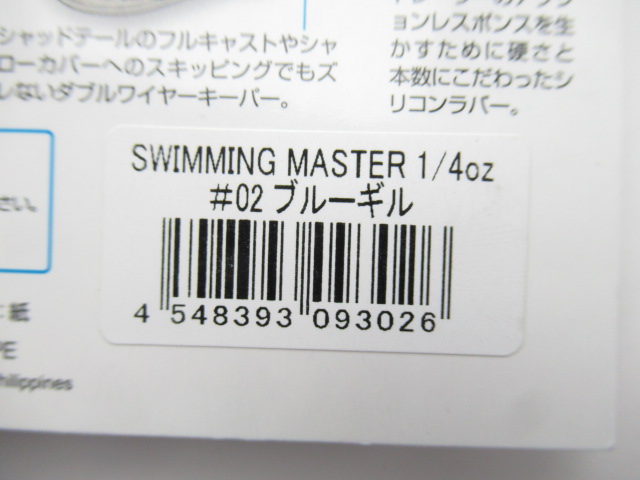 シャッドテールのフルキャストやシャ
ローカバーへのスキッピングでもズ
しないダブルワイヤーキーパー。
ョンレスポンスを生
かすために硬さと
本数にこだわったシ
リコンラバー。
SWIMMING MASTER 1/4oz
#02 ブルーギル
4 548393 093026
さい。
紙
PE
hilippines